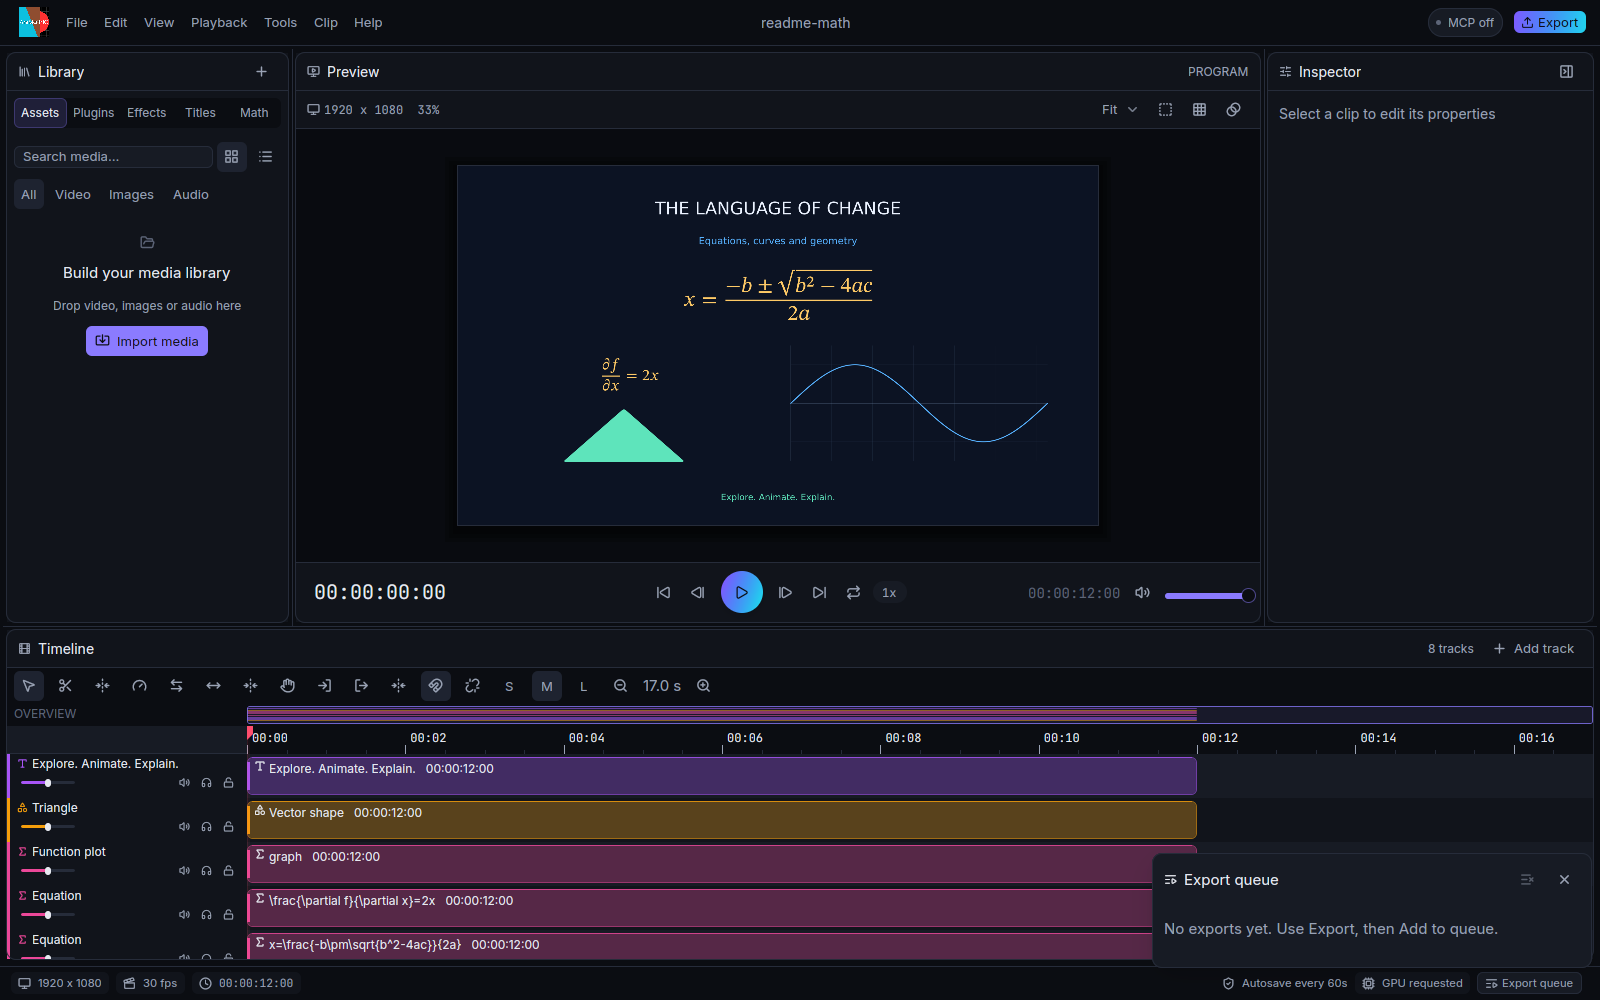 File Edit View Playback Tools Clip Help
readme-math
MCP off
Export
Library
Assets Plugins Effects Titles Math
Search media...
All Video Images Audio
Build your media library
Drop video, images or audio here
Import media
Preview
PROGRAM
1920 x 1080 33%
Fit
THE LANGUAGE OF CHANGE
Equations, curves and geometry
x = −b ± √b² − 4ac / 2a
∂f/∂x = 2x
Explore. Animate. Explain.
00:00:00:00
1x
00:00:12:00
Inspector
Select a clip to edit its properties
Timeline
8 tracks
Add track
S M L
17.0 s
OVERVIEW
00:00 00:02 00:04 00:06 00:08 00:10 00:12 00:14 00:16
Explore. Animate. Explain.
Explore. Animate. Explain. 00:00:12:00
Triangle
Vector shape 00:00:12:00
Function plot
graph 00:00:12:00
Equation
\frac{\partial f}{\partial x}=2x 00:00:12:00
Equation
x=\frac{-b\pm\sqrt{b^2-4ac}}{2a} 00:00:12:00
Export queue
No exports yet. Use Export, then Add to queue.
1920 x 1080
30 fps
00:00:12:00
Autosave every 60s
GPU requested
Export queue